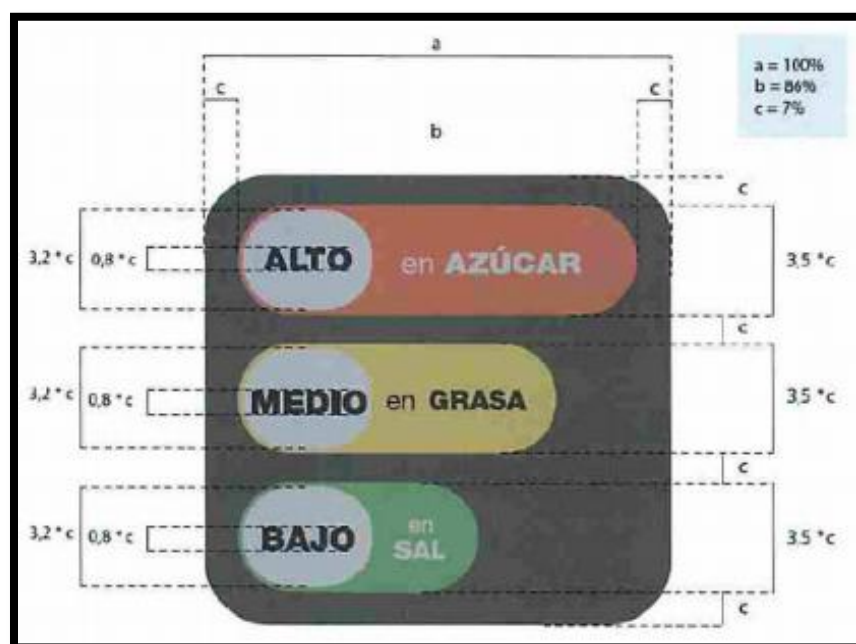 a
a = 100%
b = 86%
c = 7%
c
c
b
c
3,2 * c
0,8 * c
ALTO en AZÚCAR
3,5 * c
c
3,2 * c
0,8 * c
MEDIO en GRASA
3,5 * c
c
3,2 * c
0,8 * c
BAJO
en
SAL
3,5 * c
c